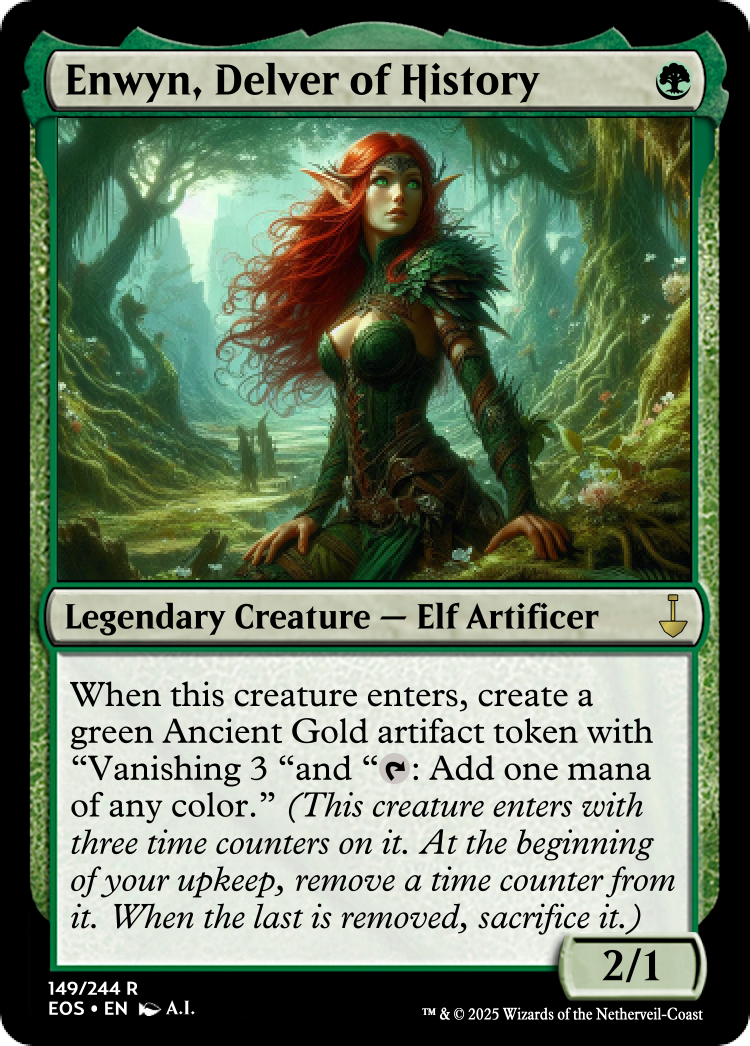 Enwyn, Delver of History
Legendary Creature — Elf Artificer
When this creature enters, create a
green Ancient Gold artifact token with
“Vanishing 3 “and “: Add one mana
of any color.” (This creature enters with
three time counters on it. At the beginning
of your upkeep, remove a time counter from
it. When the last is removed, sacrifice it.)
2/1
149/244 R
EOS • EN A.I.
™ & © 2025 Wizards of the Netherveil-Coast